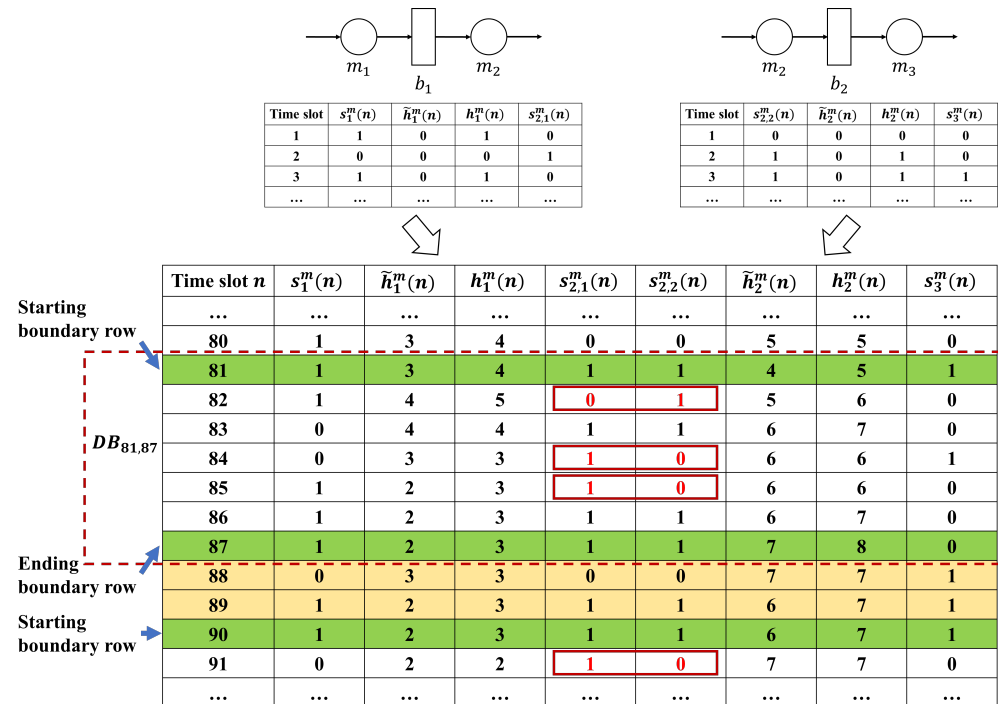 m₁ b₁ m₂
m₂ b₂ m₃
Time slot s₁ᵐ(n) h̃₁ᵐ(n) h₁ᵐ(n) s₂,₁ᵐ(n)
1 1 0 1 0
2 0 0 0 1
3 1 0 1 0
... ... ... ... ...
Time slot s₂,₂ᵐ(n) h̃₂ᵐ(n) h₂ᵐ(n) s₃ᵐ(n)
1 0 0 0 0
2 1 0 1 0
3 1 0 1 1
... ... ... ... ...
Time slot n s₁ᵐ(n) h̃₁ᵐ(n) h₁ᵐ(n) s₂,₁ᵐ(n) s₂,₂ᵐ(n) h̃₂ᵐ(n) h₂ᵐ(n) s₃ᵐ(n)
... ... ... ... ... ... ... ... ...
80 1 3 4 0 0 5 5 0
81 1 3 4 1 1 4 5 1
82 1 4 5 0 1 5 6 0
83 0 4 4 1 1 6 7 0
84 0 3 3 1 0 6 6 1
85 1 2 3 1 0 6 6 0
86 1 2 3 1 1 6 7 0
87 1 2 3 1 1 7 8 0
88 0 3 3 0 0 7 7 1
89 1 2 3 1 1 6 7 1
90 1 2 3 1 1 6 7 1
91 0 2 2 1 0 7 7 0
... ... ... ... ... ... ... ... ...
Starting
boundary row
DB₈₁,₈₇
Ending
boundary row
Starting
boundary row